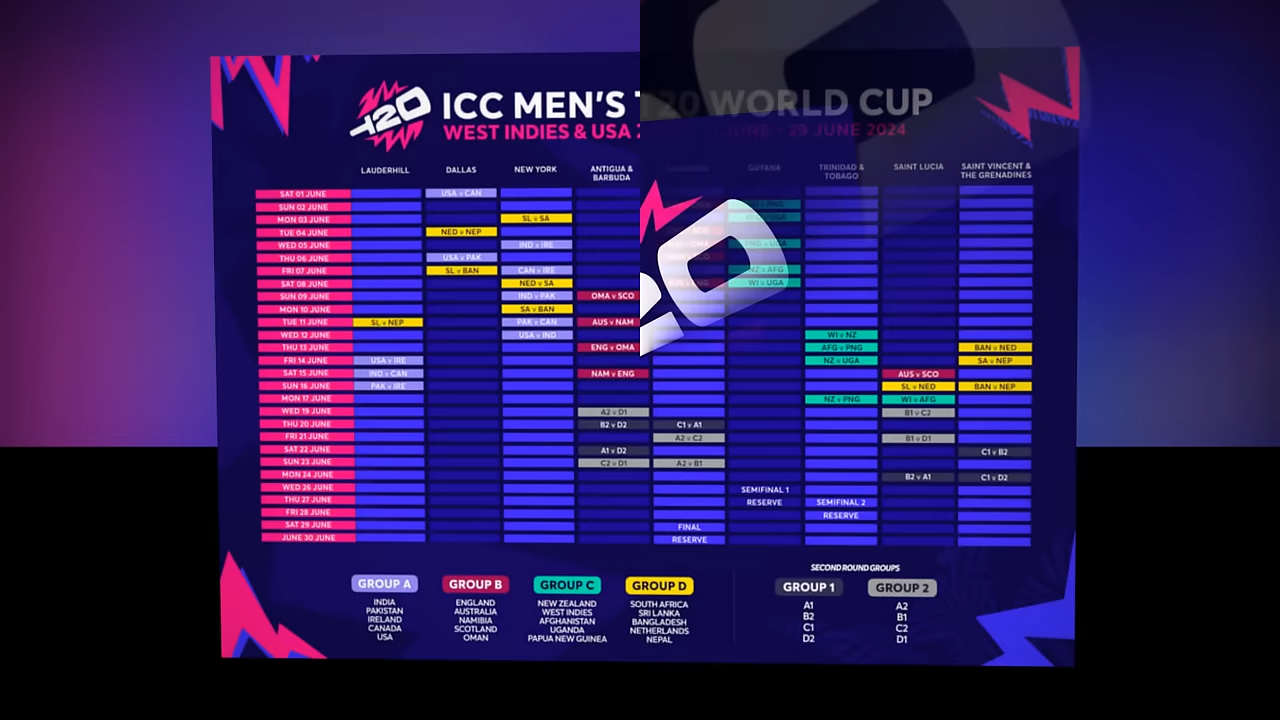 T20 ICC MEN'S T20 WORLD CUP
WEST INDIES & USA JUNE - 29 JUNE 2024
LAUDERHILL DALLAS NEW YORK ANTIGUA & BARBUDA GUYANA TRINIDAD & TOBAGO SAINT LUCIA SAINT VINCENT & THE GRENADINES
SAT 01 JUNE USA v CAN
SUN 02 JUNE PNG
MON 03 JUNE SL v SA UGA
TUE 04 JUNE NED v NEP
WED 05 JUNE IND v IRE OMA PNG v UGA
THU 06 JUNE USA v PAK
FRI 07 JUNE SL v BAN CAN v IRE NZ v AFG
SAT 08 JUNE NED v SA ENG WI v UGA
SUN 09 JUNE IND v PAK OMA v SCO
MON 10 JUNE SA v BAN
TUE 11 JUNE SL v NEP PAK v CAN AUS v NAM
WED 12 JUNE USA v IND WI v NZ
THU 13 JUNE ENG v OMA AFG v PNG BAN v NED
FRI 14 JUNE USA v IRE NZ v UGA SA v NEP
SAT 15 JUNE IND v CAN NAM v ENG AUS v SCO
SUN 16 JUNE PAK v IRE SL v NED BAN v NEP
MON 17 JUNE NZ v PNG WI v AFG
WED 19 JUNE A2 v D1 B1 v C2
THU 20 JUNE B2 v D2 C1 v A1
FRI 21 JUNE A2 v C2 B1 v D1
SAT 22 JUNE A1 v D2 C1 v B2
SUN 23 JUNE C2 v D1 A2 v B1
MON 24 JUNE B2 v A1 C1 v D2
WED 26 JUNE SEMIFINAL 1
THU 27 JUNE RESERVE SEMIFINAL 2
FRI 28 JUNE RESERVE
SAT 29 JUNE FINAL
JUNE 30 JUNE RESERVE
GROUP A
INDIA
PAKISTAN
IRELAND
CANADA
USA
GROUP B
ENGLAND
AUSTRALIA
NAMIBIA
SCOTLAND
OMAN
GROUP C
NEW ZEALAND
WEST INDIES
AFGHANISTAN
UGANDA
PAPUA NEW GUINEA
GROUP D
SOUTH AFRICA
SRI LANKA
BANGLADESH
NETHERLANDS
NEPAL
SECOND ROUND GROUPS
GROUP 1
A1
B2
C1
D2
GROUP 2
A2
B1
C2
D1